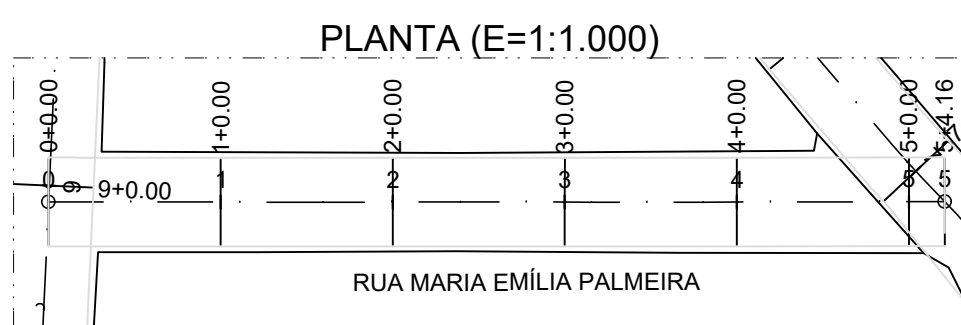 PLANTA (E=1:1.000)
0+0.00 1+0.00 2+0.00 3+0.00 4+0.00 5+0.00 5+4.16
0 9 9+0.00 1 2 3 4 5 5
RUA MARIA EMÍLIA PALMEIRA